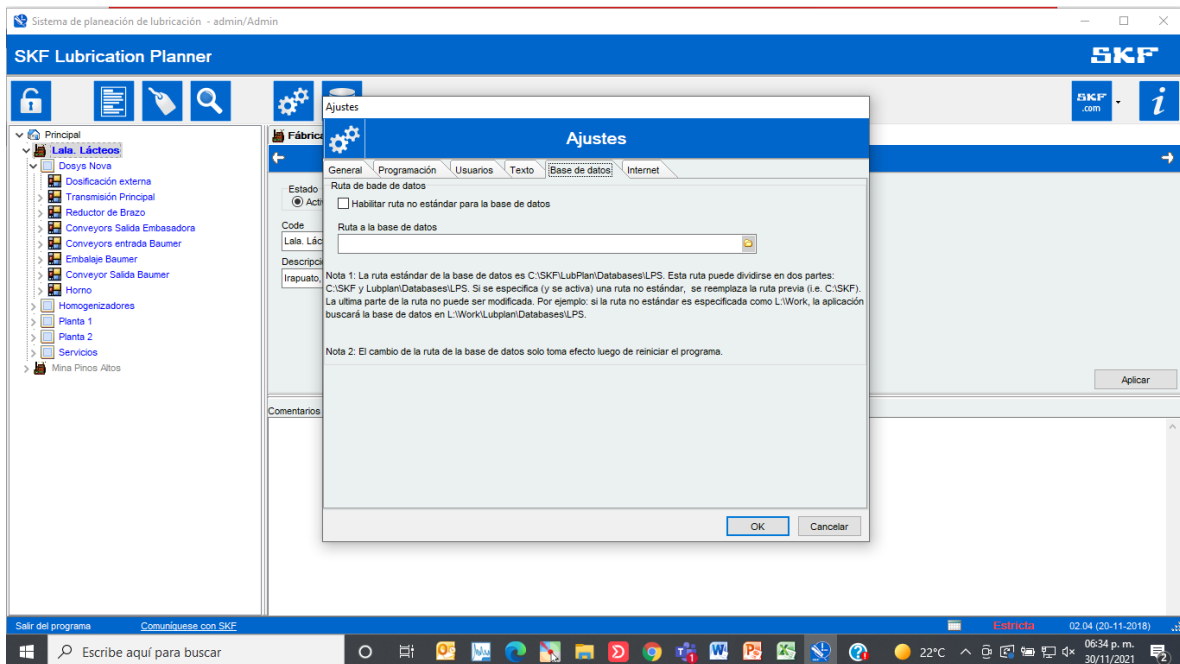 Sistema de planeación de lubricación - admin/Admin
SKF Lubrication Planner
SKF
SKF
.com
i
Principal
Lala. Lácteos
Dosys Nova
Dosificación externa
Transmisión Principal
Reductor de Brazo
Conveyors Salida Embasadora
Conveyors entrada Baumer
Embalaje Baumer
Conveyor Salida Baumer
Horno
Homogenizadores
Planta 1
Planta 2
Servicios
Mina Pinos Altos
Fábrica
Estado
Acti
Code
Lala. Lác
Descripci
Irapuato,
Comentarios
Aplicar
Ajustes
Ajustes
General
Programación
Usuarios
Texto
Base de datos
Internet
Ruta de bade de datos
Habilitar ruta no estándar para la base de datos
Ruta a la base de datos
Nota 1: La ruta estándar de la base de datos es C:\SKF\LubPlan\Databases\LPS. Esta ruta puede dividirse en dos partes:
C:\SKF y Lubplan\Databases\LPS. Si se especifica (y se activa) una ruta no estándar, se reemplaza la ruta previa (i.e. C:\SKF).
La ultima parte de la ruta no puede ser modificada. Por ejemplo: si la ruta no estándar es especificada como L:\Work, la aplicación
buscará la base de datos en L:\Work\Lubplan\Databases\LPS.
Nota 2: El cambio de la ruta de la base de datos solo toma efecto luego de reiniciar el programa.
OK
Cancelar
Salir del programa
Comuníquese con SKF
Estricta
02.04 (20-11-2018)
Escribe aquí para buscar
22°C
06:34 p. m.
30/11/2021